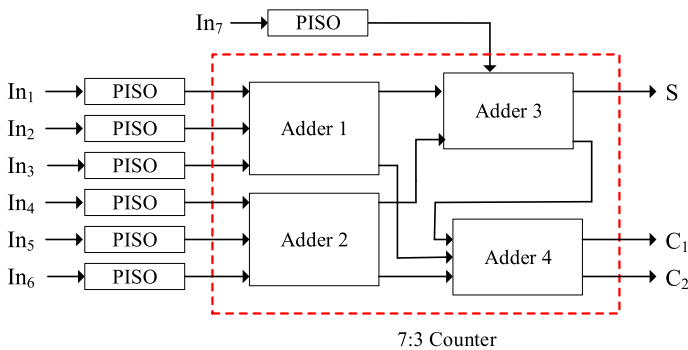 In7 PISO
In1 PISO
In2 PISO
In3 PISO
In4 PISO
In5 PISO
In6 PISO
Adder 1
Adder 2
Adder 3
Adder 4
S
C1
C2
7:3 Counter